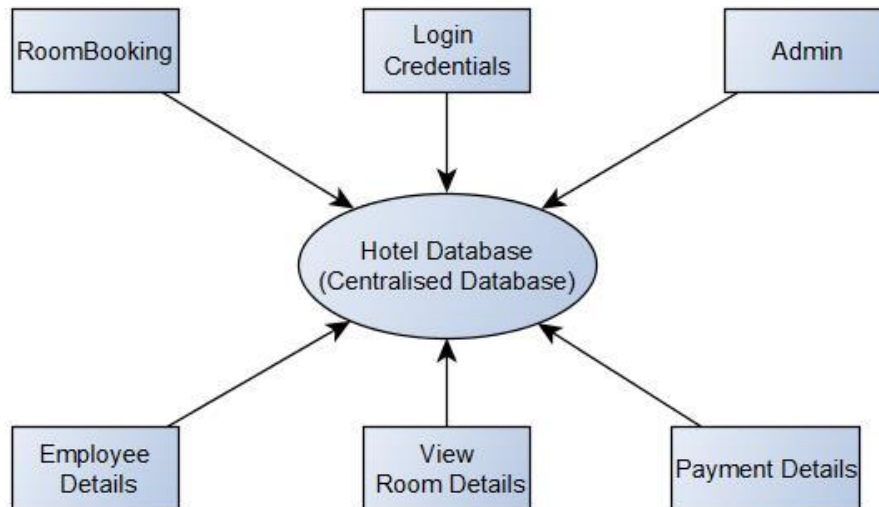 RoomBooking
Login
Credentials
Admin
Hotel Database
(Centralised Database)
Employee
Details
View
Room Details
Payment Details